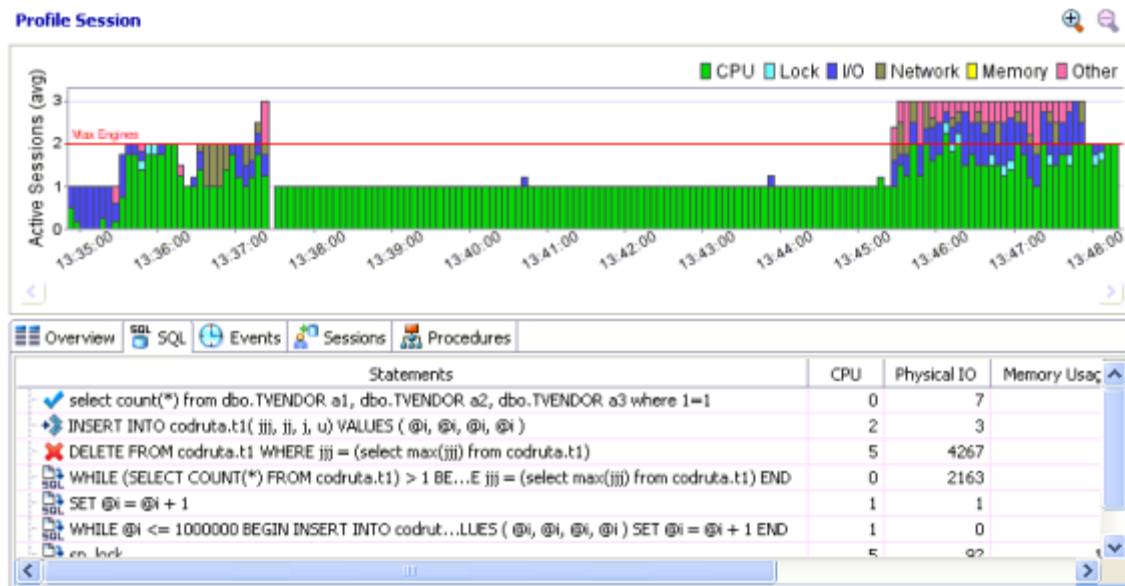 Profile Session
CPU Lock I/O Network Memory Other
Active Sessions (avg)
3
Max Engines
2
1
0
13:35:00 13:36:00 13:37:00 13:38:00 13:39:00 13:40:00 13:41:00 13:42:00 13:43:00 13:44:00 13:45:00 13:46:00 13:47:00 13:48:00
Overview SQL SQL Events Sessions Procedures
Statements CPU Physical IO Memory Usag
select count(*) from dbo.TVENDOR a1, dbo.TVENDOR a2, dbo.TVENDOR a3 where 1=1 0 7
INSERT INTO codruta.t1( jjj, jj, j, u) VALUES ( @i, @i, @i, @i ) 2 3
DELETE FROM codruta.t1 WHERE jjj = (select max(jjj) from codruta.t1) 5 4267
SQL WHILE (SELECT COUNT(*) FROM codruta.t1) > 1 BE...E jjj = (select max(jjj) from codruta.t1) END 0 2163
SQL SET @i = @i + 1 1 1
SQL WHILE @i <= 1000000 BEGIN INSERT INTO codrut...LUES ( @i, @i, @i, @i ) SET @i = @i + 1 END 1 0
sp_lock 5 92